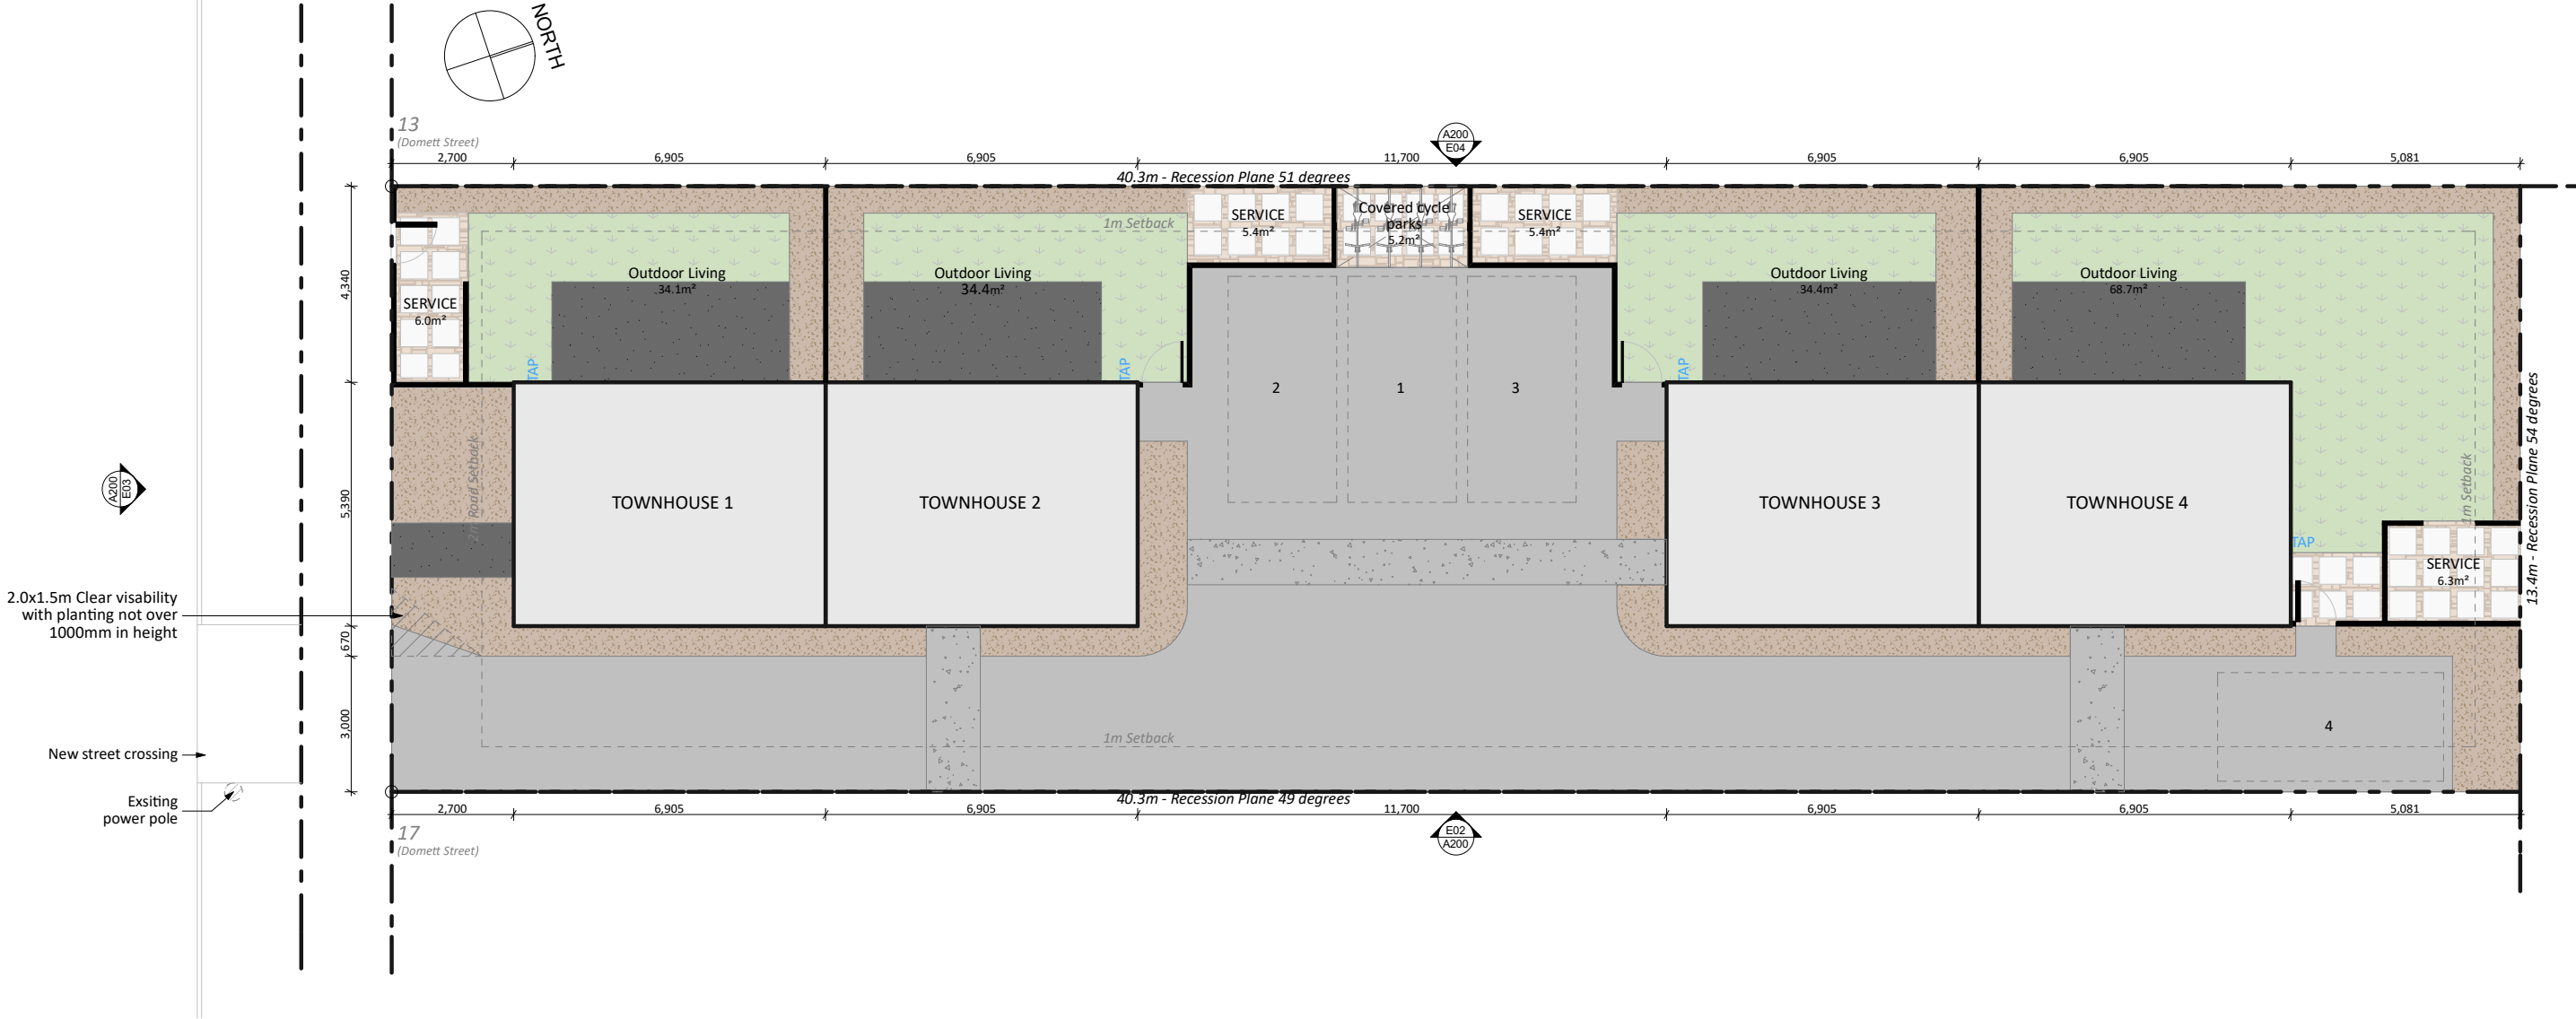 NORTH
13
(Domett Street)
A200
E04
2,700
6,905
6,905
11,700
6,905
6,905
5,081
40.3m - Recession Plane 51 degrees
1m Setback
SERVICE
5.4m²
Covered cycle
parks
5.2m²
SERVICE
5.4m²
Outdoor Living
34.1m²
Outdoor Living
34.4m²
Outdoor Living
34.4m²
Outdoor Living
68.7m²
4,340
SERVICE
6.0m²
TAP
TAP
TAP
2
1
3
13.4m - Recession Plane 54 degrees
A200
E03
5,390
2m Road Setback
TOWNHOUSE 1
TOWNHOUSE 2
TOWNHOUSE 3
TOWNHOUSE 4
1m Setback
TAP
SERVICE
6.3m²
2.0x1.5m Clear visability
with planting not over
1000mm in height
670
3,000
New street crossing
1m Setback
4
Exsiting
power pole
40.3m - Recession Plane 49 degrees
2,700
6,905
6,905
11,700
6,905
6,905
5,081
17
(Domett Street)
E02
A200